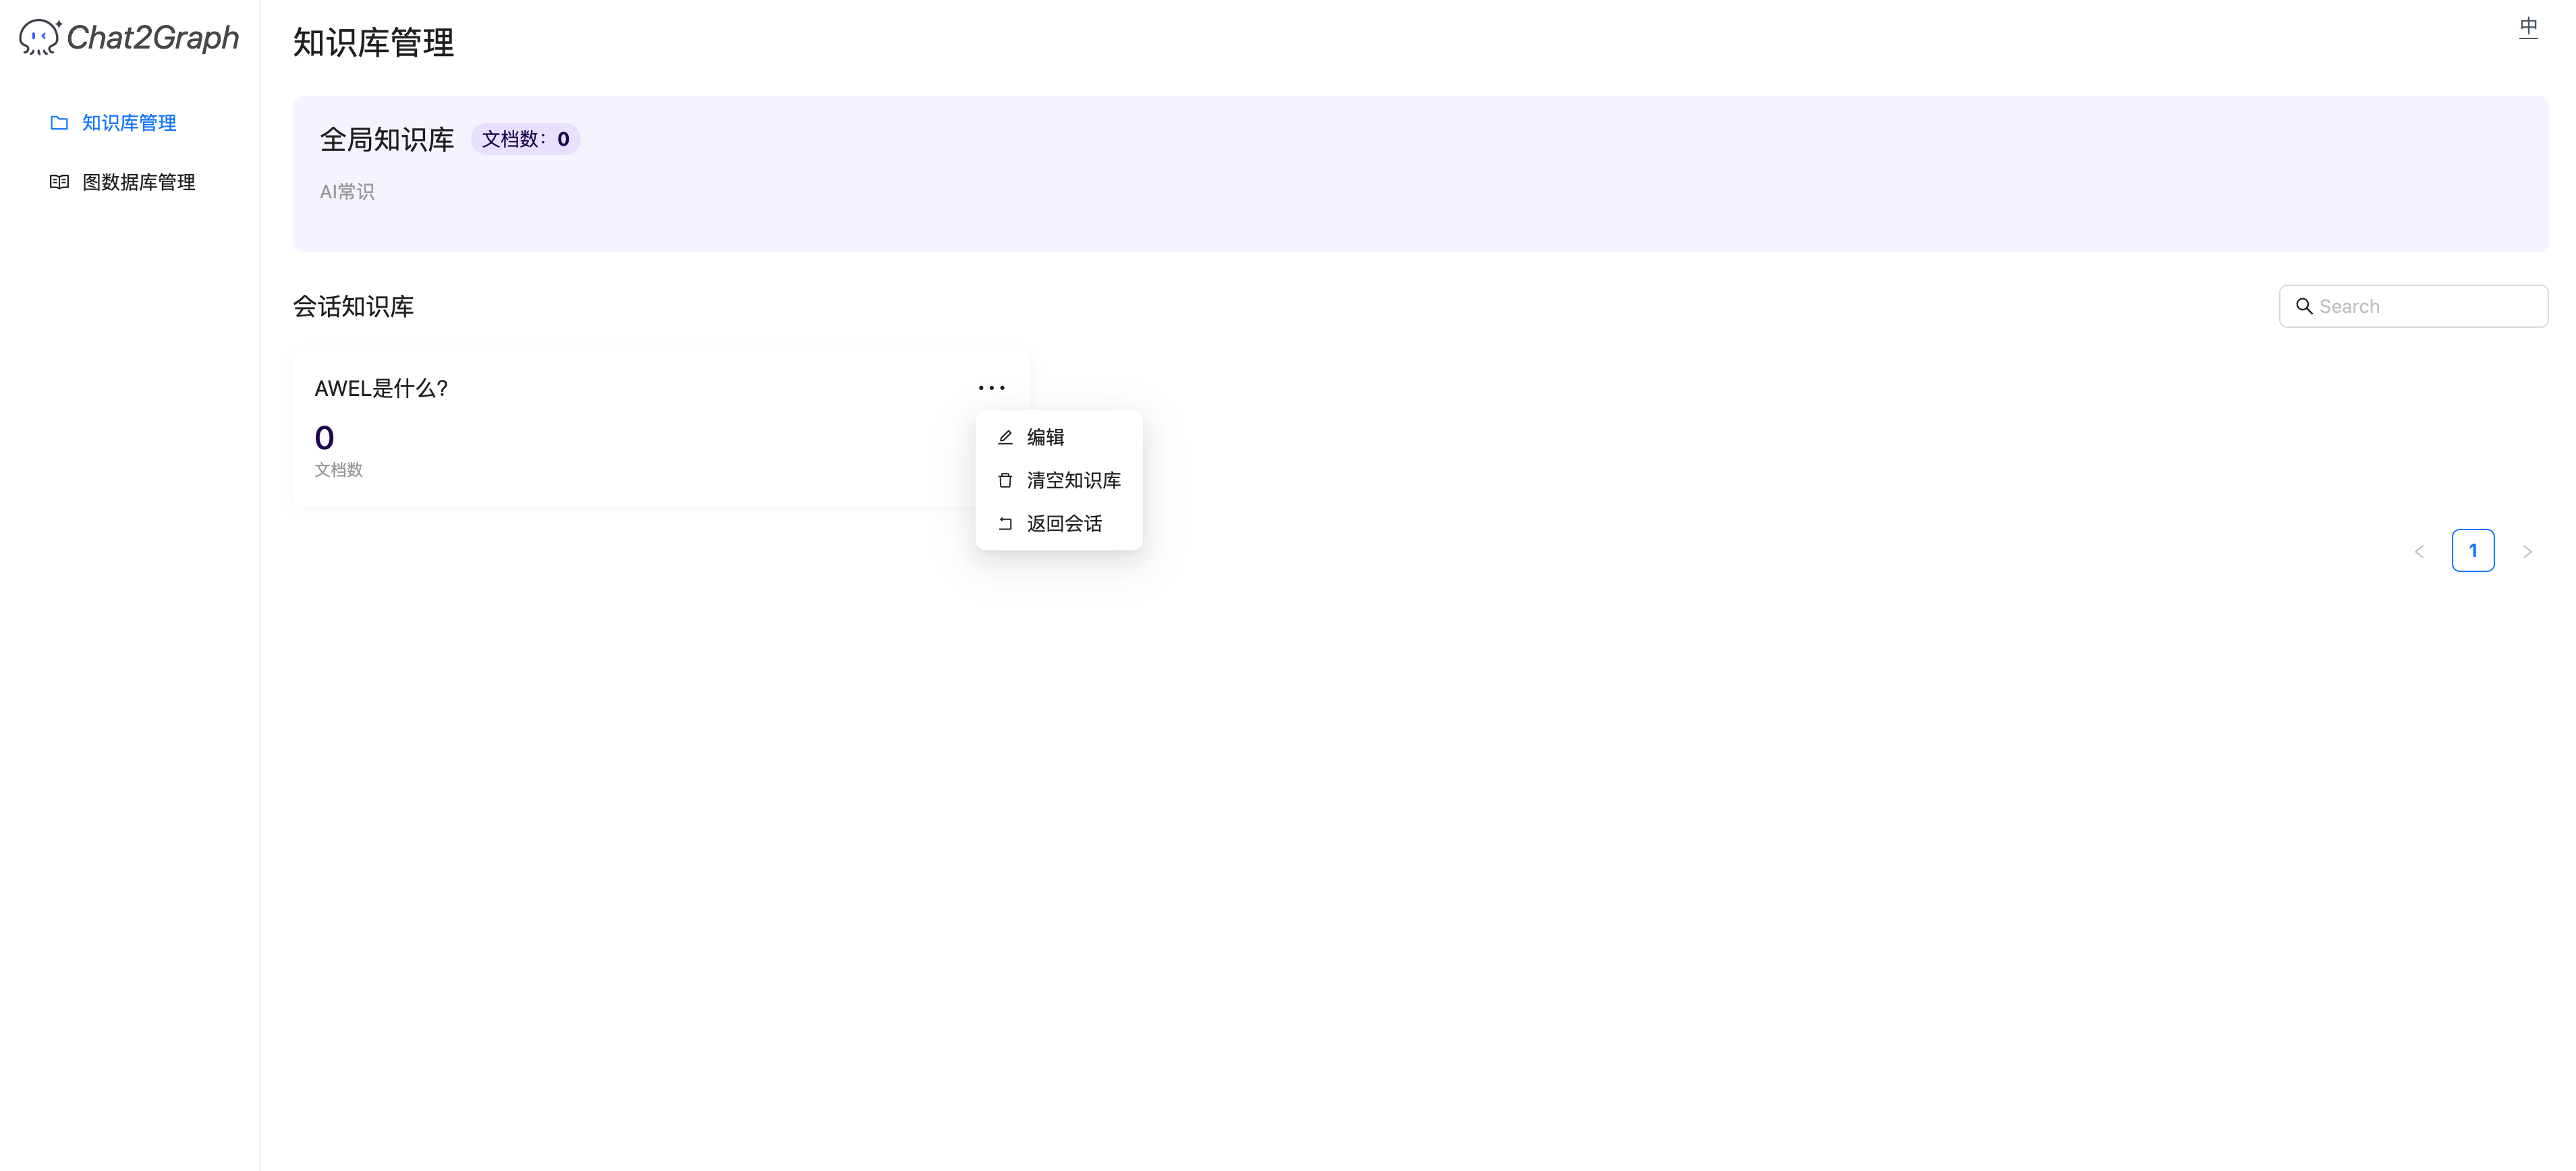 Chat2Graph
知识库管理
图数据库管理
知识库管理
中
全局知识库 文档数：0
AI常识
会话知识库
Search
AWEL是什么?
0
文档数
编辑
清空知识库
返回会话
1